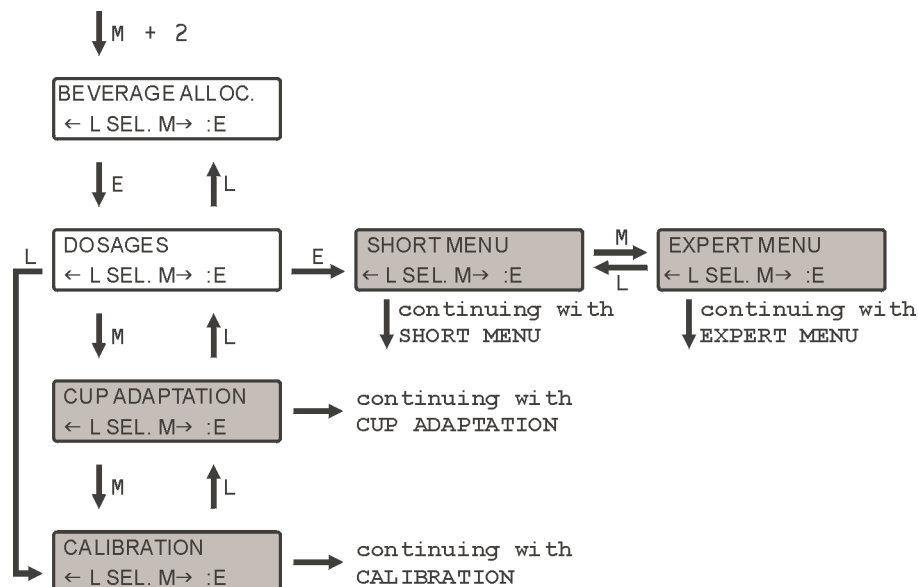 M + 2
BEVERAGE ALLOC.
← L SEL. M→ :E
E
L
L
DOSAGES
← L SEL. M→ :E
E
SHORT MENU
← L SEL. M→ :E
M
L
EXPERT MENU
← L SEL. M→ :E
M
L
continuing with
SHORT MENU
continuing with
EXPERT MENU
CUP ADAPTATION
← L SEL. M→ :E
continuing with
CUP ADAPTATION
M
L
CALIBRATION
← L SEL. M→ :E
continuing with
CALIBRATION